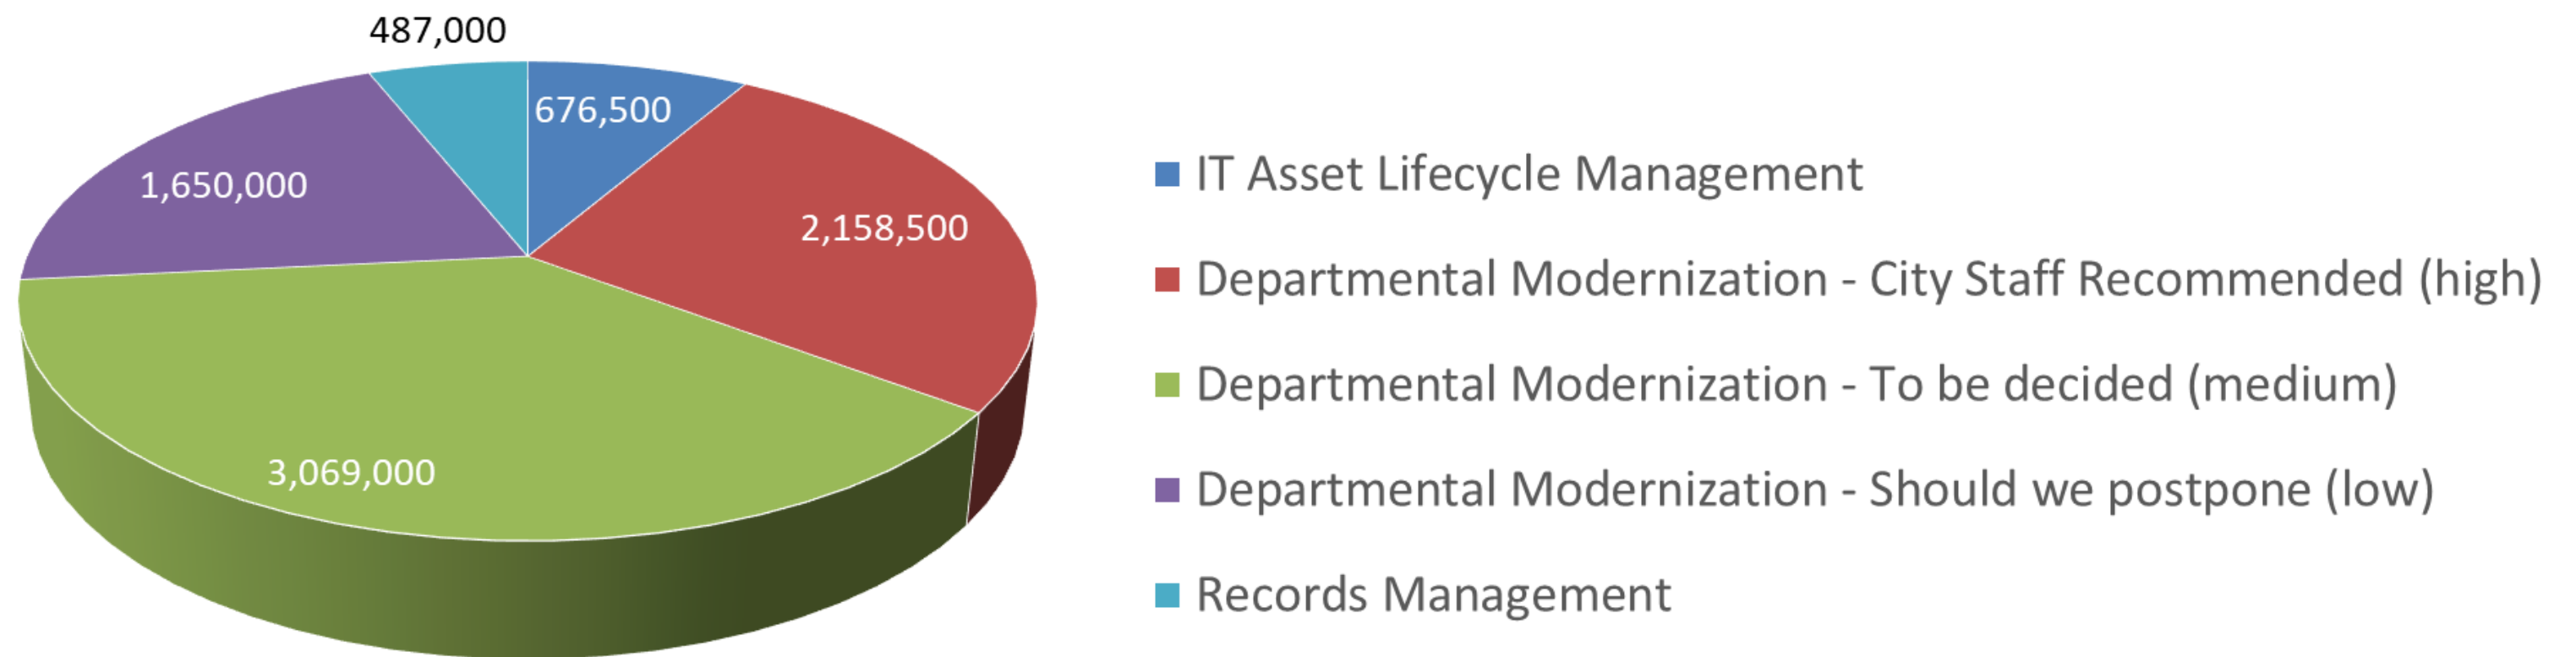 487,000
676,500
1,650,000
2,158,500
3,069,000
IT Asset Lifecycle Management
Departmental Modernization - City Staff Recommended (high)
Departmental Modernization - To be decided (medium)
Departmental Modernization - Should we postpone (low)
Records Management